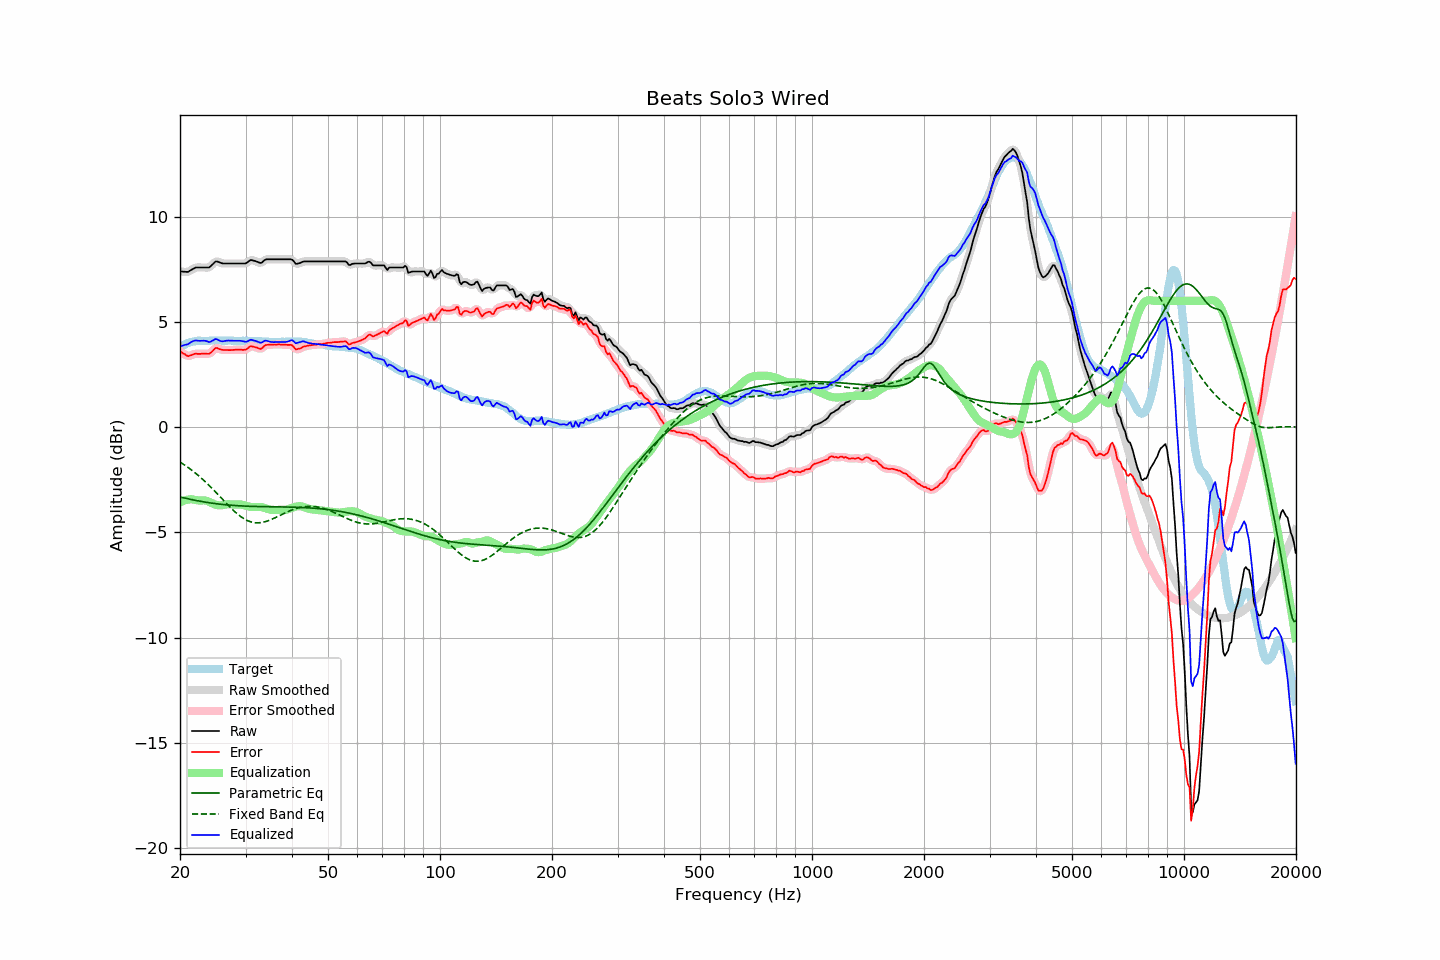 Beats Solo3 Wired
Amplitude (dBr)
10
5
0
−5
−10
−15
−20
Target
Raw Smoothed
Error Smoothed
Raw
Error
Equalization
Parametric Eq
Fixed Band Eq
Equalized
20 50 100 200 500 1000 2000 5000 10000 20000
Frequency (Hz)